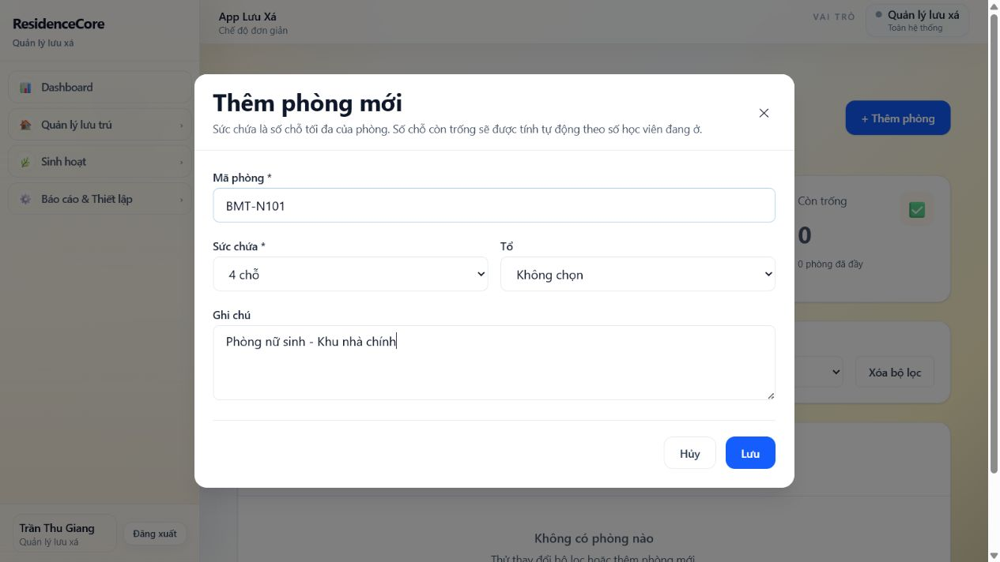 ResidenceCore
Quản lý lưu xá
App Lưu Xá
Chế độ đơn giản
VAI TRÒ
Quản lý lưu xá
Toàn hệ thống
Dashboard
Quản lý lưu trú
Sinh hoạt
Báo cáo & Thiết lập
+ Thêm phòng
Thêm phòng mới
Sức chứa là số chỗ tối đa của phòng. Số chỗ còn trống sẽ được tính tự động theo số học viên đang ở.
Mã phòng *
BMT-N101
Sức chứa *
Tổ
4 chỗ
Không chọn
Ghi chú
Phòng nữ sinh - Khu nhà chính
Hủy
Lưu
Còn trống
0
0 phòng đã đầy
Xóa bộ lọc
Không có phòng nào
Thử thay đổi bộ lọc hoặc thêm phòng mới
Trần Thu Giang
Quản lý lưu xá
Đăng xuất